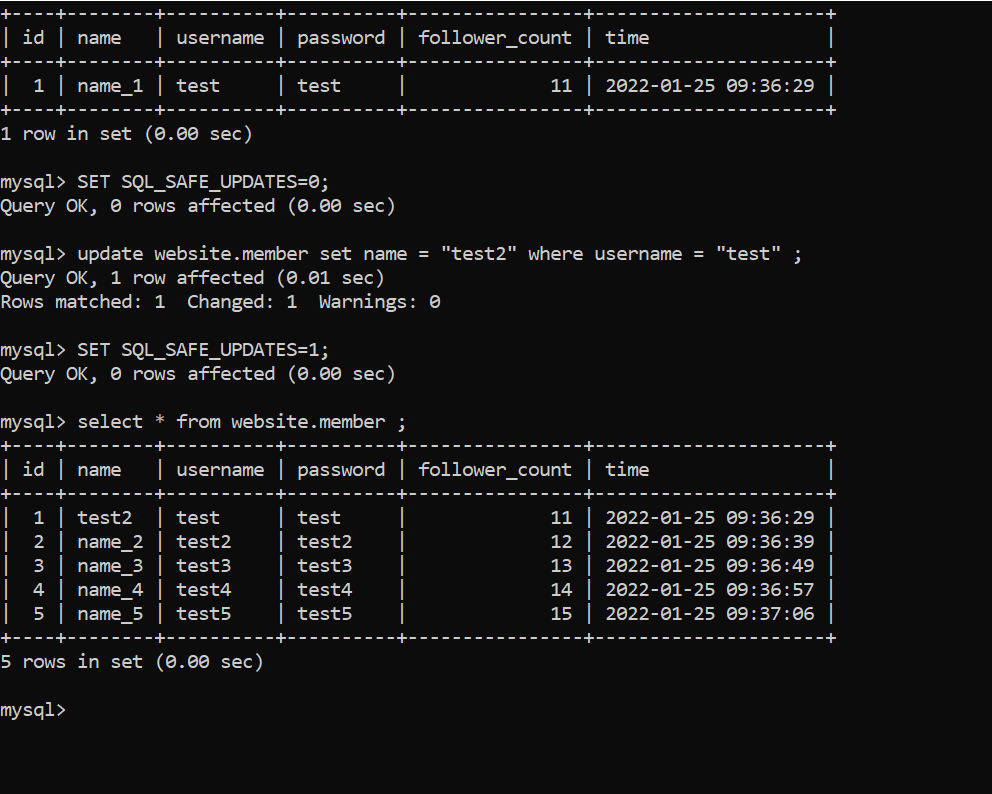 +----+--------+----------+----------+----------------+---------------------+
| id | name   | username | password | follower_count | time                |
+----+--------+----------+----------+----------------+---------------------+
|  1 | name_1 | test     | test     |             11 | 2022-01-25 09:36:29 |
+----+--------+----------+----------+----------------+---------------------+
1 row in set (0.00 sec)

mysql> SET SQL_SAFE_UPDATES=0;
Query OK, 0 rows affected (0.00 sec)

mysql> update website.member set name = "test2" where username = "test" ;
Query OK, 1 row affected (0.01 sec)
Rows matched: 1  Changed: 1  Warnings: 0

mysql> SET SQL_SAFE_UPDATES=1;
Query OK, 0 rows affected (0.00 sec)

mysql> select * from website.member ;
+----+--------+----------+----------+----------------+---------------------+
| id | name   | username | password | follower_count | time                |
+----+--------+----------+----------+----------------+---------------------+
|  1 | test2  | test     | test     |             11 | 2022-01-25 09:36:29 |
|  2 | name_2 | test2    | test2    |             12 | 2022-01-25 09:36:39 |
|  3 | name_3 | test3    | test3    |             13 | 2022-01-25 09:36:49 |
|  4 | name_4 | test4    | test4    |             14 | 2022-01-25 09:36:57 |
|  5 | name_5 | test5    | test5    |             15 | 2022-01-25 09:37:06 |
+----+--------+----------+----------+----------------+---------------------+
5 rows in set (0.00 sec)

mysql>